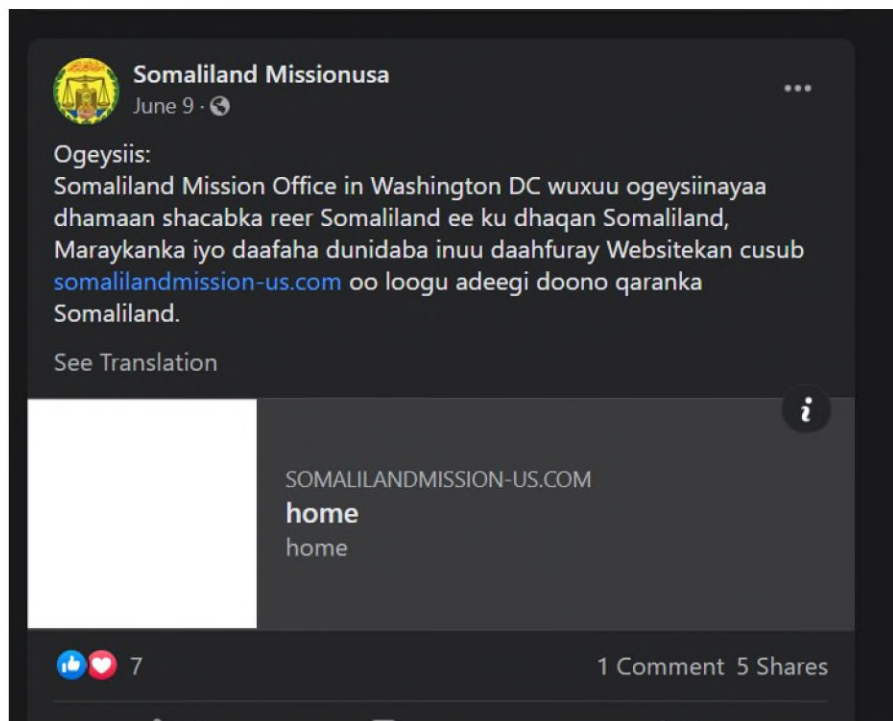 Somaliland Missionusa
June 9 ·
Ogeysiis:
Somaliland Mission Office in Washington DC wuxuu ogeysiinayaa
dhamaan shacabka reer Somaliland ee ku dhaqan Somaliland,
Maraykanka iyo daafaha dunidaba inuu daahfuray Websitekan cusub
somalilandmission-us.com oo loogu adeegi doono qaranka
Somaliland.
See Translation
SOMALILANDMISSION-US.COM
home
home
7
1 Comment 5 Shares